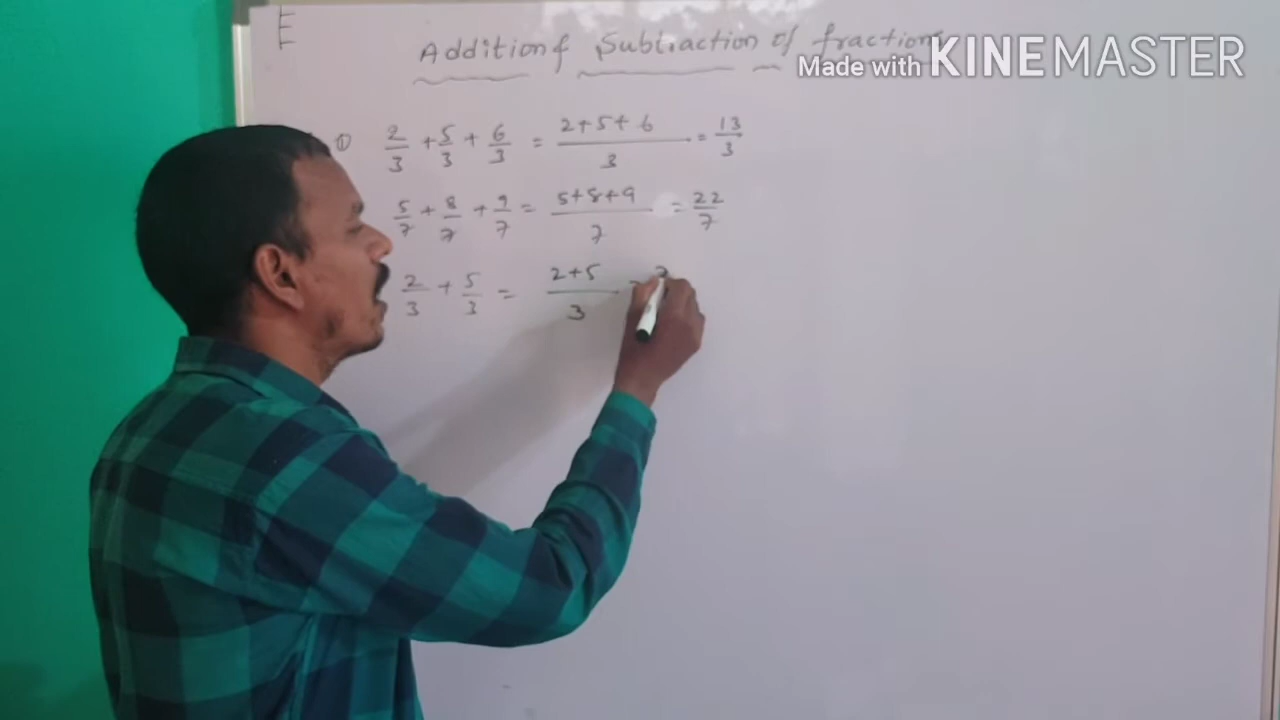 E
Addition & Subtraction of fractions
Made with KINEMASTER
① 2/3 + 5/3 + 6/3 = 2+5+6/3 = 13/3
5/7 + 8/7 + 9/7 = 5+8+9/7 = 22/7
2/3 + 5/3 = 2+5/3 =